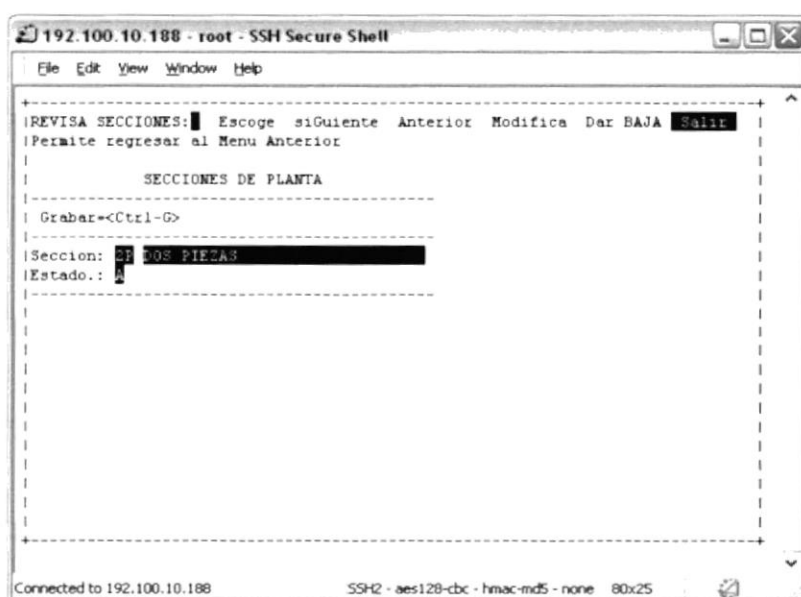 192.100.10.188 - root - SSH Secure Shell
File Edit View Window Help
REVISA SECCIONES: Escoge siGuiente Anterior Modifica Dar BAJA Salir
Permite regresar al Menu Anterior
SECCIONES DE PLANTA
Grabar=<Ctrl-G>
Seccion: 2P DOS PIEZAS
Estado.: A
Connected to 192.100.10.188 SSH2 - aes128-cbc - hmac-md5 - none 80x25